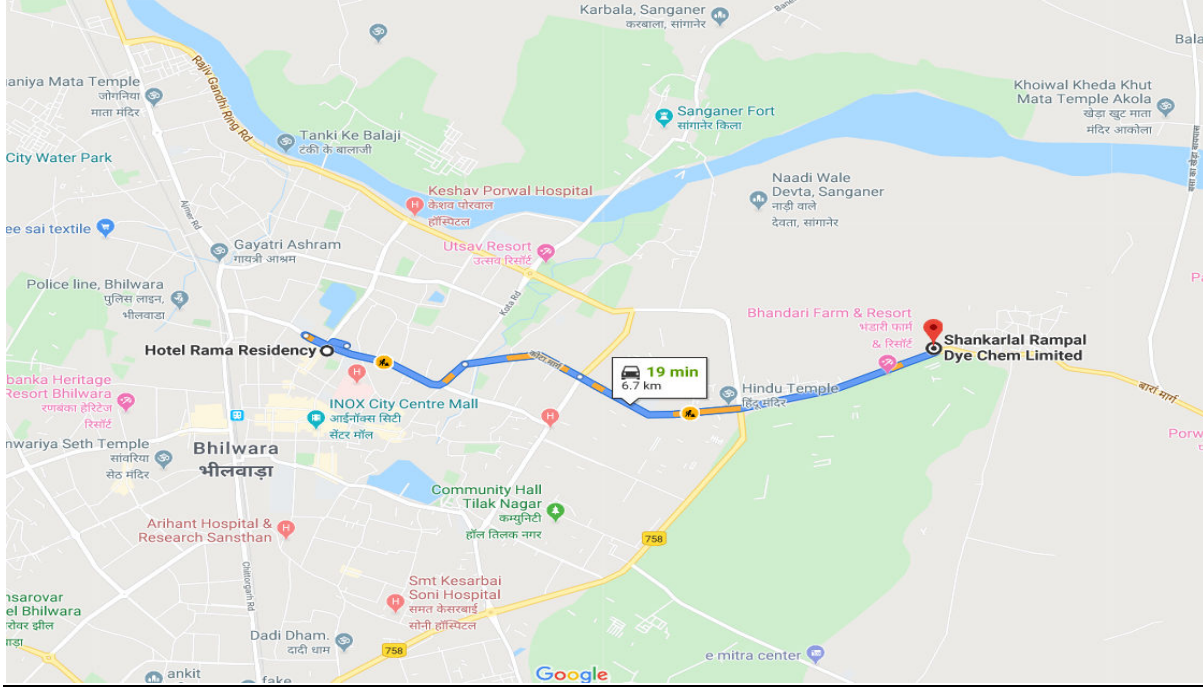 Karbala, Sanganer
करबाला, सांगानेर
Bala
aniya Mata Temple
जोगनिया
माता मंदिर
Rajiv Gandhi Ring Rd
Khoiwal Kheda Khut
Mata Temple Akola
खेडा खुट माता
मंदिर आकोला
Sanganer Fort
सांगानेर किला
Tanki Ke Balaji
टंकी के बालाजी
City Water Park
Naadi Wale
Devta, Sanganer
नाड़ी वाले
देवता, सांगानेर
Keshav Porwal Hospital
केशव पोरवाल
हॉस्पिटल
Ajmer Rd
ee sai textile
Gayatri Ashram
गायत्री आश्रम
Utsav Resort
उत्सव रिसॉर्ट
Police line, Bhilwara
पुलिस लाइन,
भीलवाडा
Kota Rd
Bhandari Farm & Resort
भंडारी फार्म
& रिसॉर्ट
Shankarlal Rampal
Dye Chem Limited
Hotel Rama Residency
कोटा मार्ग
19 min
6.7 km
banka Heritage
Resort Bhilwara
रणबंका हेरिटेज
रिसॉर्ट
Hindu Temple
हिंदू मंदिर
बारां मार्ग
INOX City Centre Mall
आईनॉक्स सिटी
सेंटर मॉल
Porw
nwariya Seth Temple
सांवरिया
सेठ मंदिर
Bhilwara
भीलवाड़ा
Community Hall
Tilak Nagar
कम्युनिटी
हॉल तिलक नगर
Arihant Hospital &
Research Sansthan
758
Chittorgarh Rd
Smt Kesarbai
Soni Hospital
समत केसरबाई
सोनी हॉस्पिटल
nsarovar
el Bhilwara
रोवर झील
वाड़ा
Dadi Dham.
दादी धाम
758
e mitra center
ankit
fake
Google